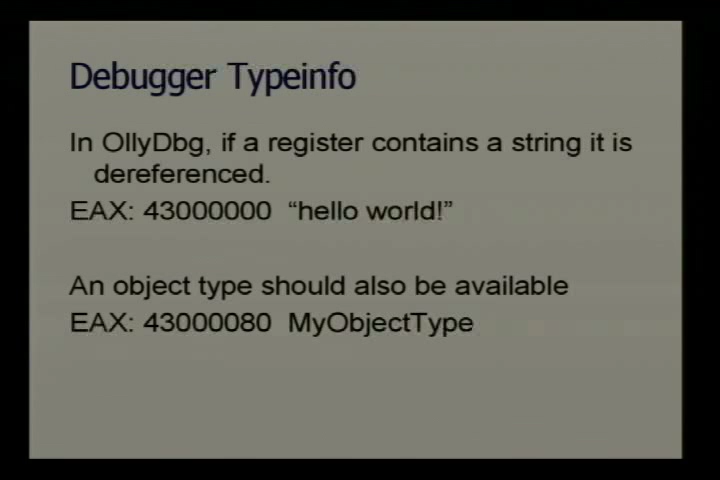 Debugger Typeinfo
In OllyDbg, if a register contains a string it is
dereferenced.
EAX: 43000000 “hello world!”
An object type should also be available
EAX: 43000080 MyObjectType